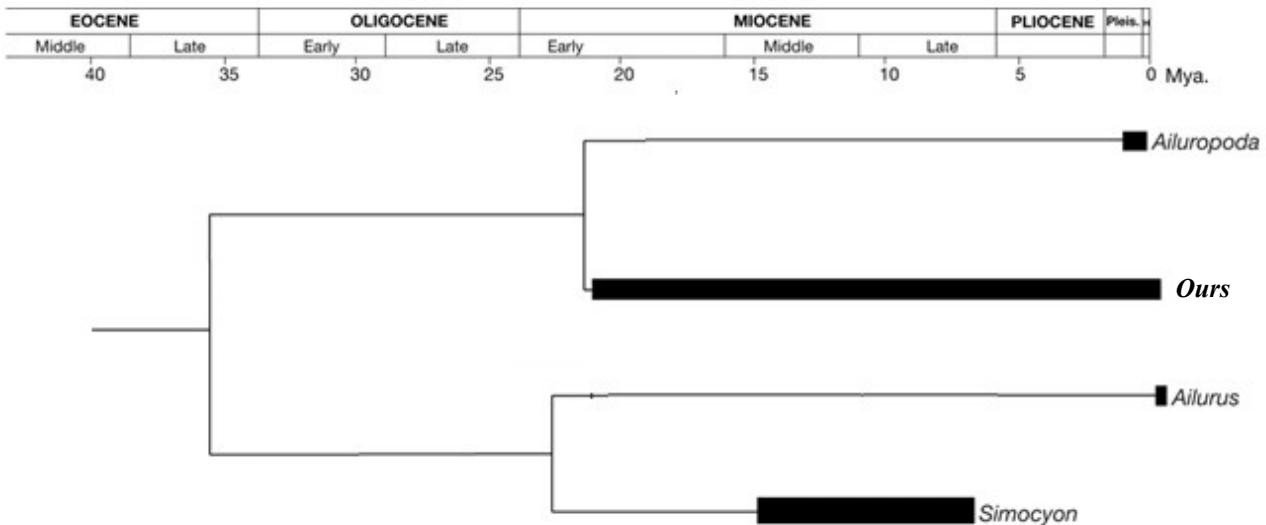 EOCENE OLIGOCENE MIOCENE PLIOCENE Pleis. H
Middle Late Early Late Early Middle Late
40 35 30 25 20 15 10 5 0 Mya.
Ailuropoda
Ours
Ailurus
Simocyon